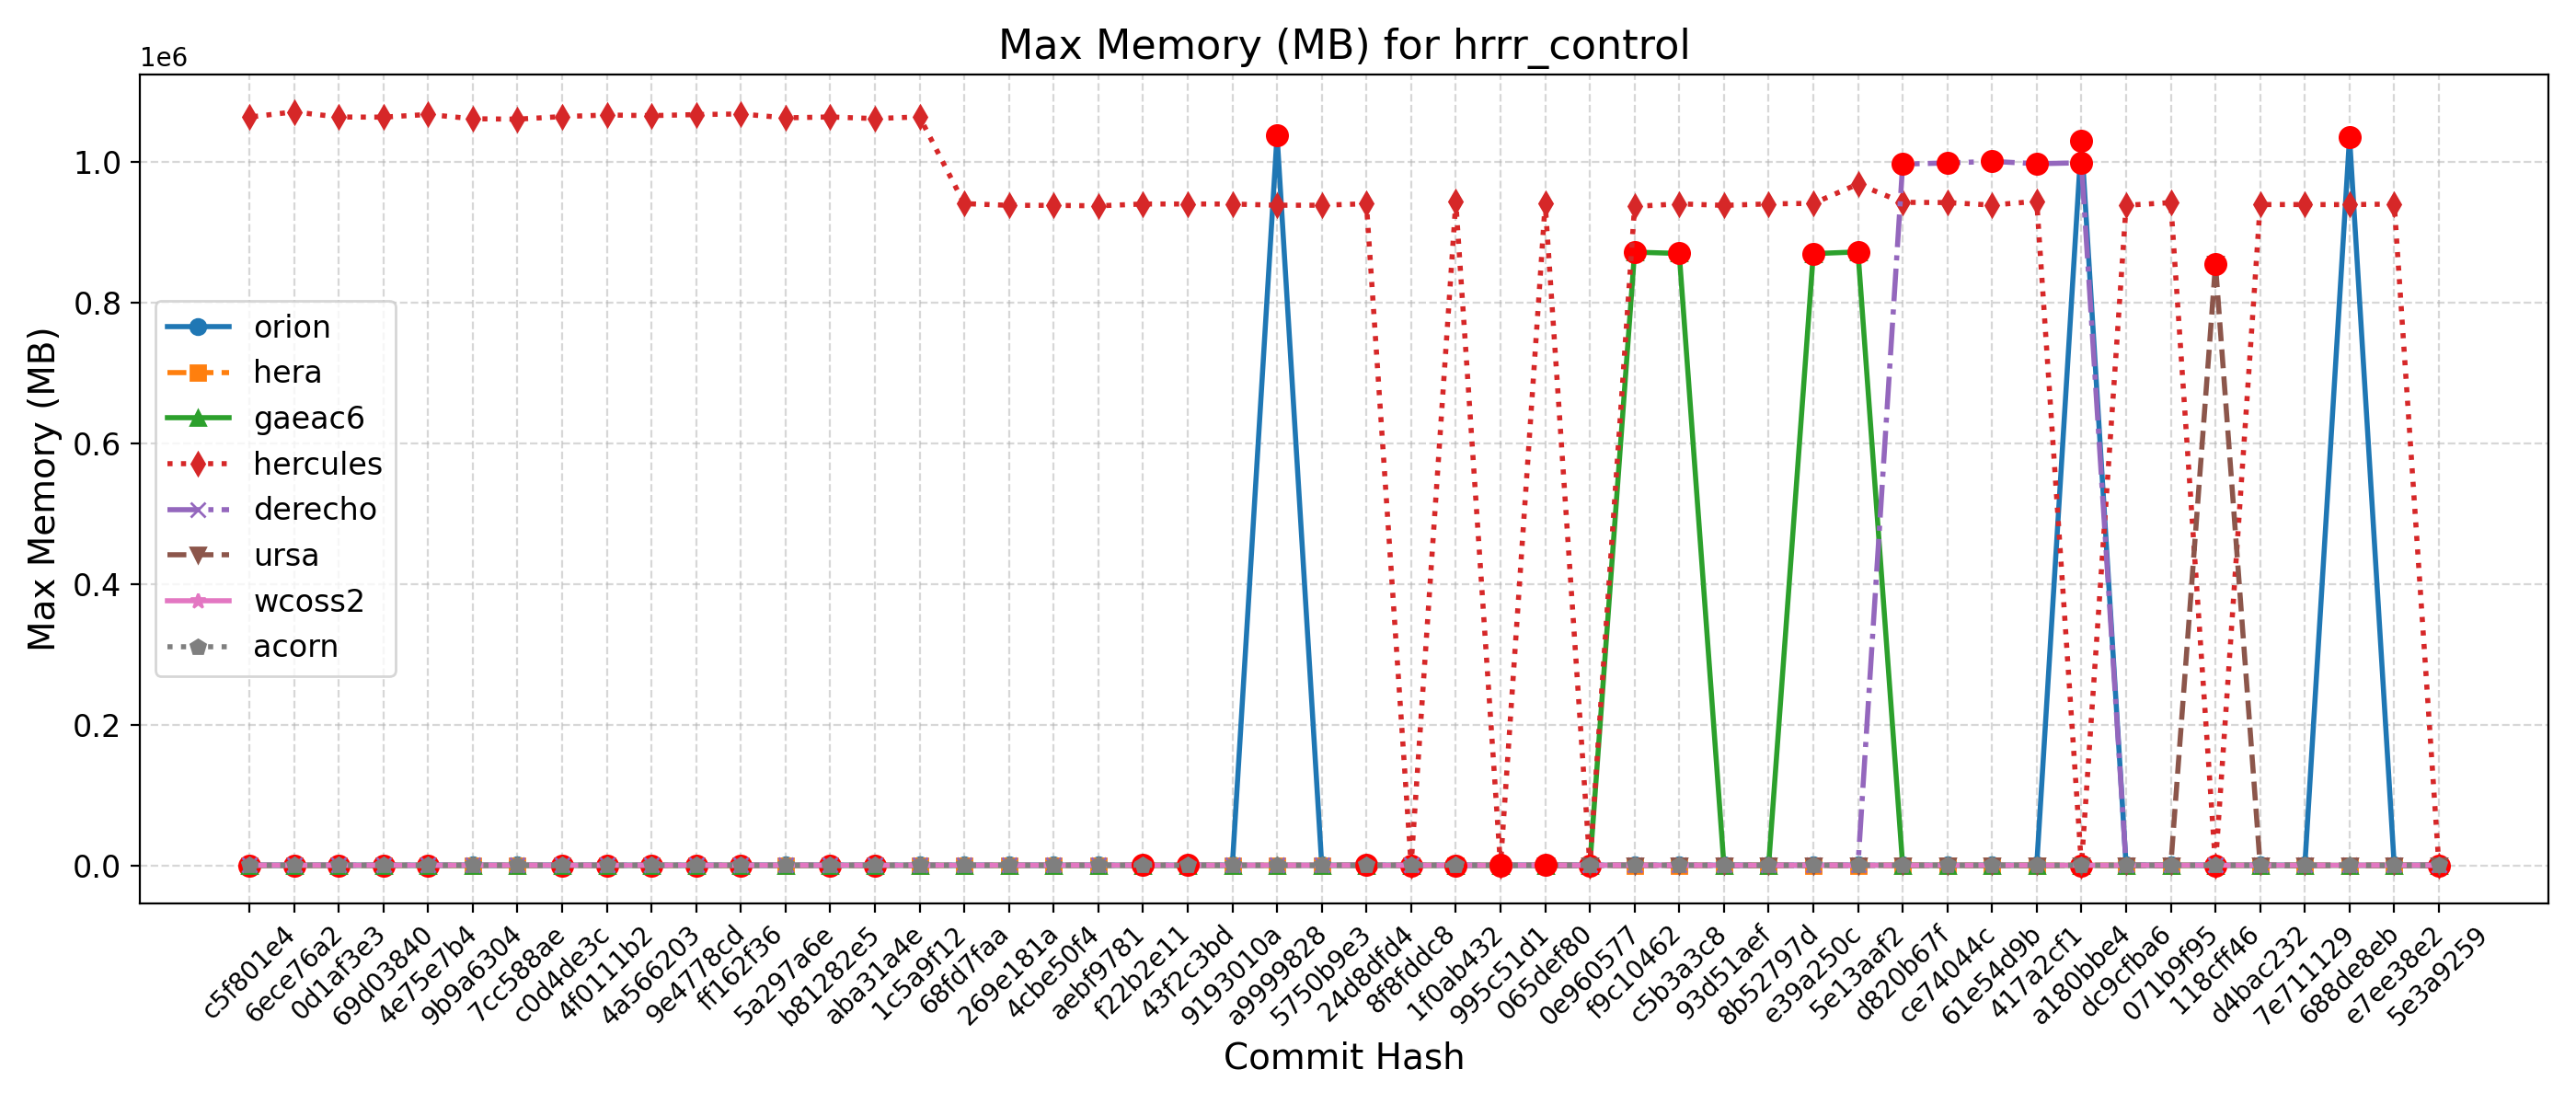 Max Memory (MB) for hrrr_control
1e6
1.0
0.8
0.6
0.4
0.2
0.0
Max Memory (MB)
orion
hera
gaeac6
hercules
derecho
ursa
wcoss2
acorn
c5f801e4
6ece76a2
0d1af3e3
69d03840
4e75e7b4
9b9a6304
7cc588ae
c0d4de3c
4f0111b2
4a566203
9e4778cd
ff162f36
5a297a6e
b81282e5
aba31a4e
1c5a9f12
68fd7faa
269e181a
4cbe50f4
aebf9781
f22b2e11
43f2c3bd
9193010a
a9999828
5750b9e3
24d8dfd4
8f8fddc8
1f0ab432
995c51d1
065def80
0e960577
f9c10462
c5b3a3c8
93d51aef
8b52797d
e39a250c
5e13aaf2
d820b67f
ce74044c
61e54d9b
417a2cf1
a180bbe4
dc9cfba6
071b9f95
118cff46
d4bac232
7e711129
688de8eb
e7ee38e2
5e3a9259
Commit Hash